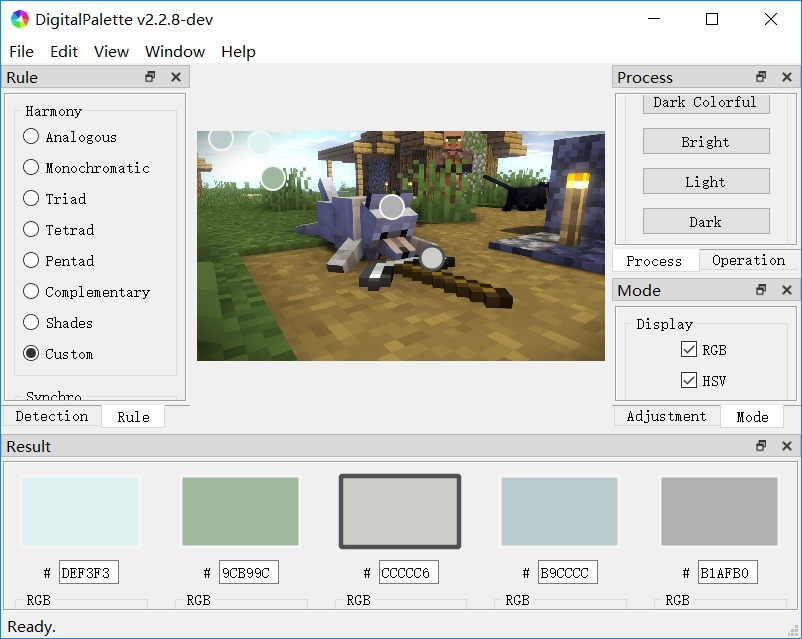 DigitalPalette v2.2.8-dev
File Edit View Window Help
Rule
Harmony
Analogous
Monochromatic
Triad
Tetrad
Pentad
Complementary
Shades
Custom
Synchro
Detection Rule
Process
Dark Colorful
Bright
Light
Dark
Process Operation
Mode
Display
RGB
HSV
Adjustment Mode
Result
# DEF3F3 # 9CB99C # CCCCC6 # B9CCCC # B1AFB0
RGB RGB RGB RGB RGB
Ready.